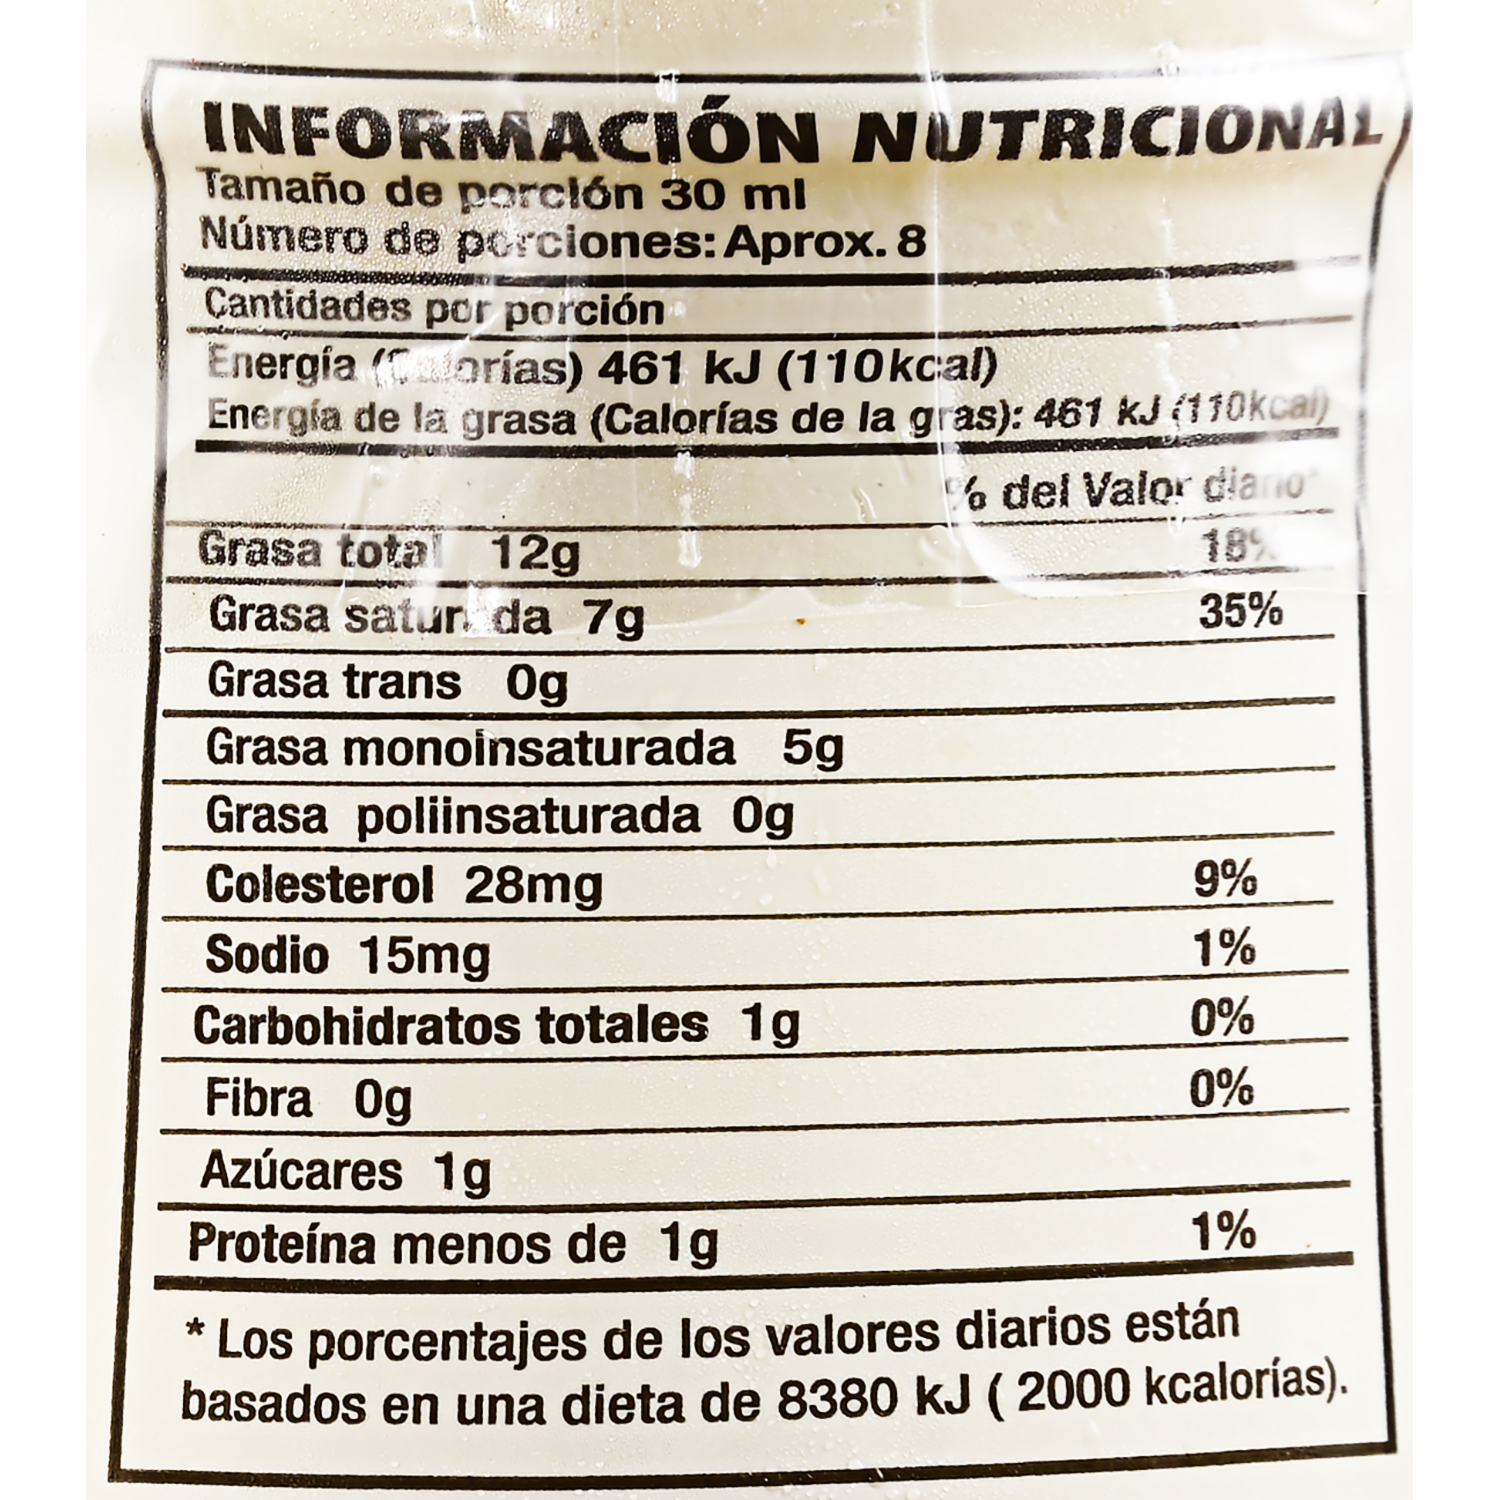 INFORMACIÓN NUTRICIONAL
Tamaño de porción 30 ml
Número de porciones: Aprox. 8
Cantidades por porción
Energía (Calorías) 461 kJ (110kcal)
Energía de la grasa (Calorías de la gras): 461 kJ (110kcal)
% del Valor diario*
Grasa total 12g 18%
Grasa saturada 7g 35%
Grasa trans 0g
Grasa monoinsaturada 5g
Grasa poliinsaturada 0g
Colesterol 28mg 9%
Sodio 15mg 1%
Carbohidratos totales 1g 0%
Fibra 0g 0%
Azúcares 1g
Proteína menos de 1g 1%
* Los porcentajes de los valores diarios están
basados en una dieta de 8380 kJ ( 2000 kcalorías).